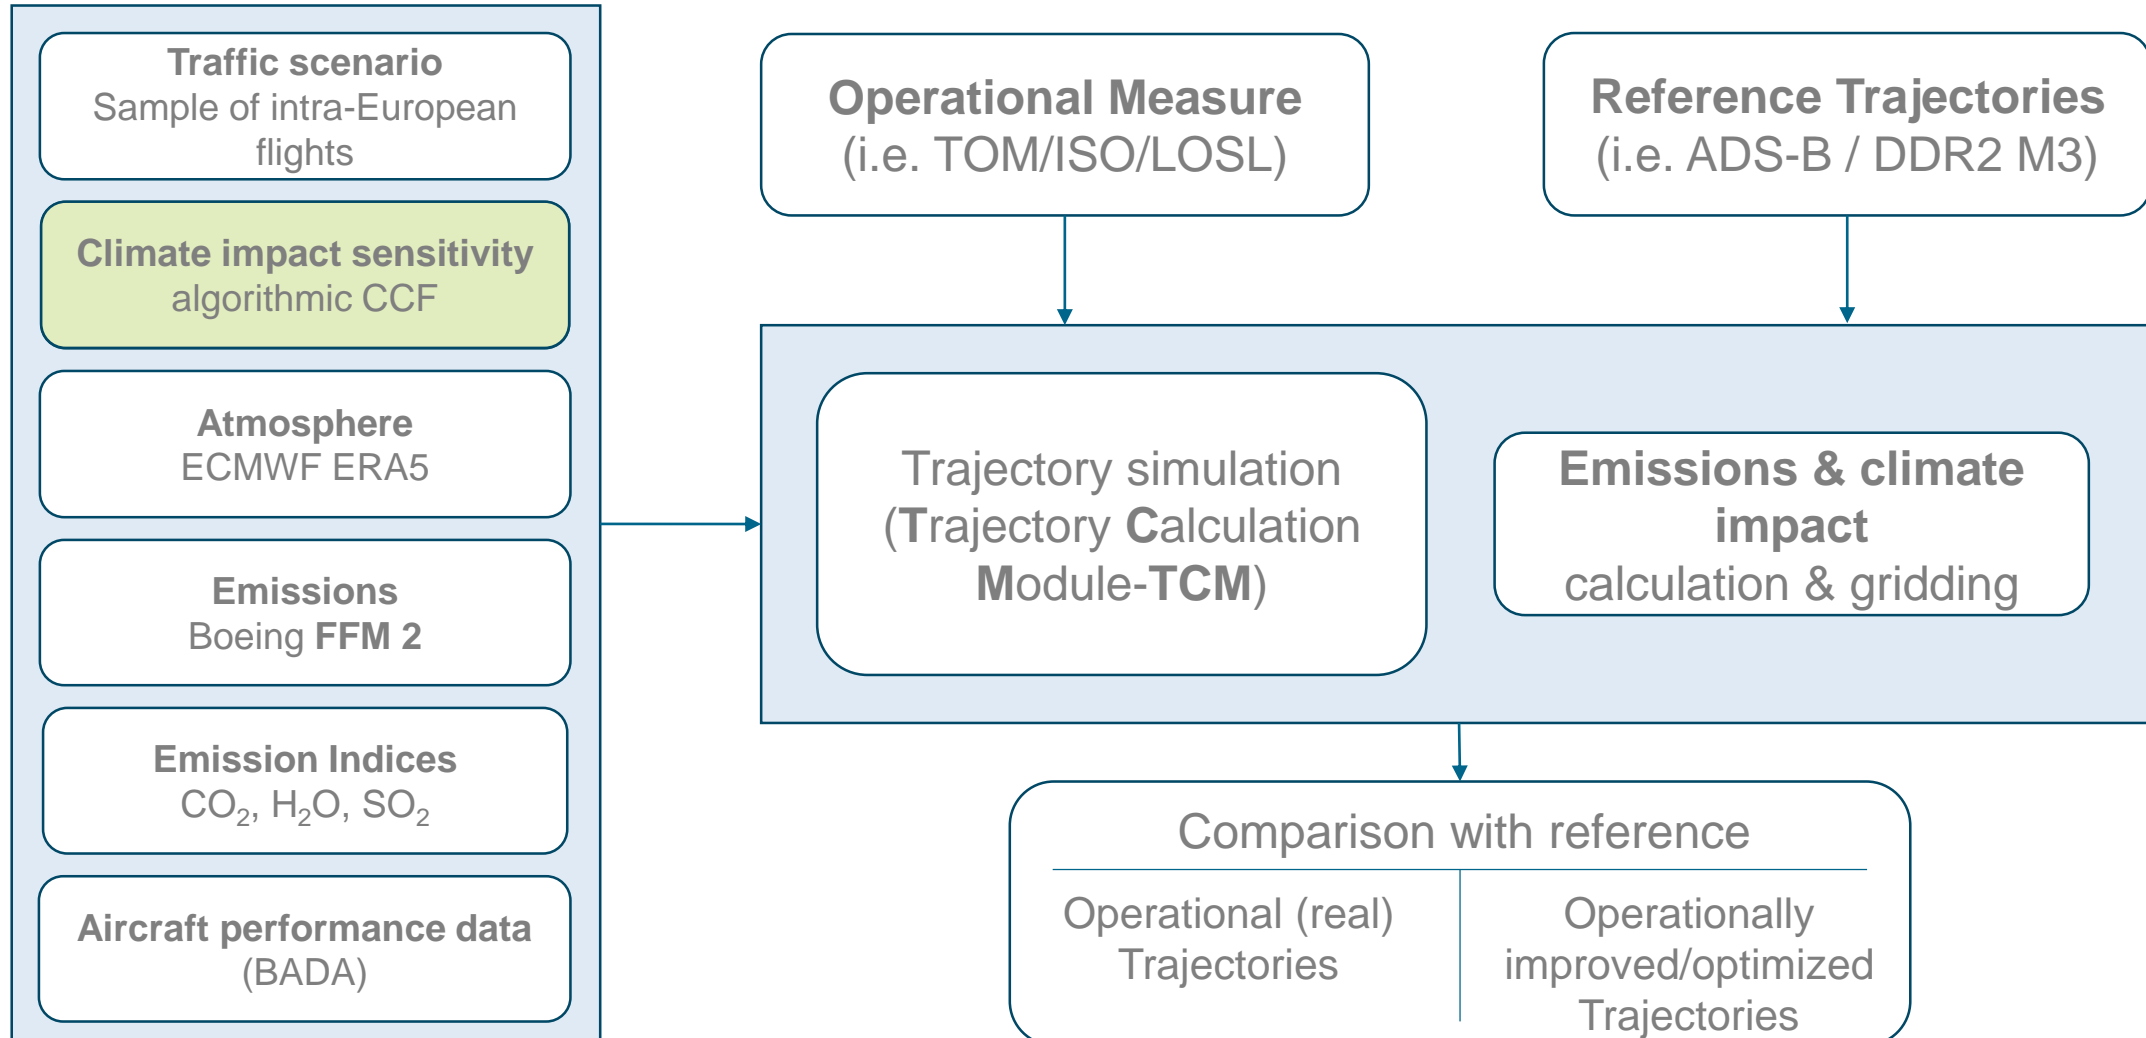 Traffic scenario
Sample of intra-European
flights
Climate impact sensitivity
algorithmic CCF
Atmosphere
ECMWF ERA5
Emissions
Boeing FFM 2
Emission Indices
CO₂, H₂O, SO₂
Aircraft performance data
(BADA)
Operational Measure
(i.e. TOM/ISO/LOSL)
Reference Trajectories
(i.e. ADS-B / DDR2 M3)
Trajectory simulation
(Trajectory Calculation
Module-TCM)
Emissions & climate
impact
calculation & gridding
Comparison with reference
Operational (real)
Trajectories
Operationally
improved/optimized
Trajectories